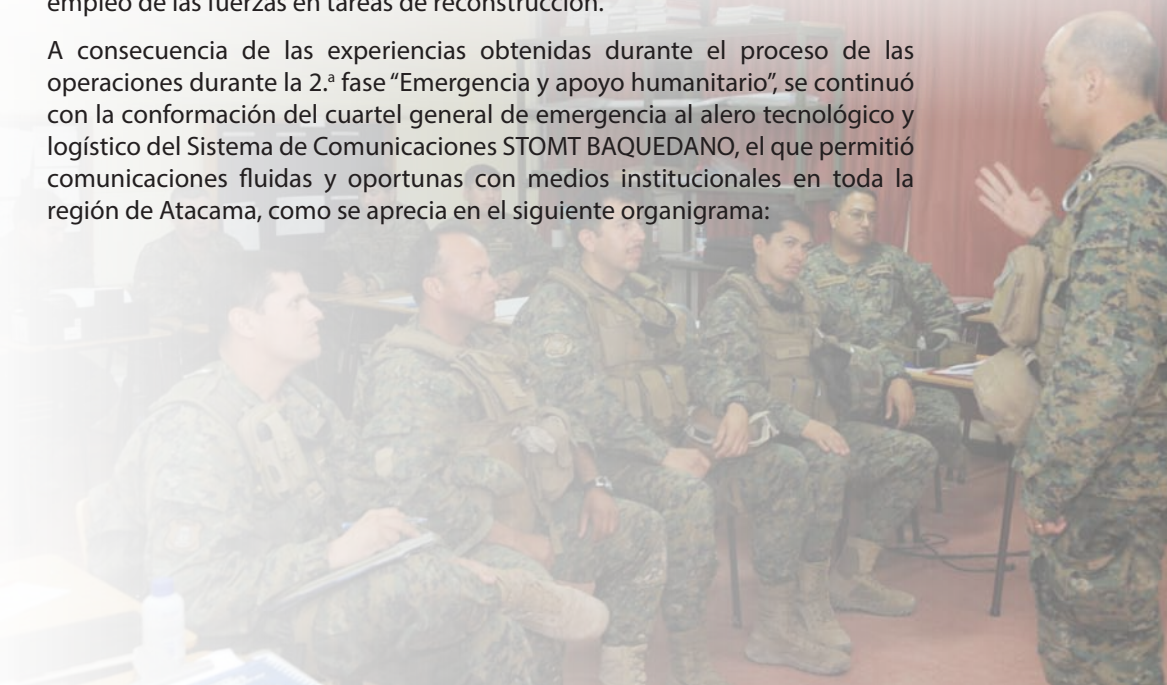 empleo de las fuerzas en tareas de reconstrucción.
A consecuencia de las experiencias obtenidas durante el proceso de las
operaciones durante la 2.ª fase “Emergencia y apoyo humanitario”, se continuó
con la conformación del cuartel general de emergencia al alero tecnológico y
logístico del Sistema de Comunicaciones STOMT BAQUEDANO, el que permitió
comunicaciones fluidas y oportunas con medios institucionales en toda la
región de Atacama, como se aprecia en el siguiente organigrama: